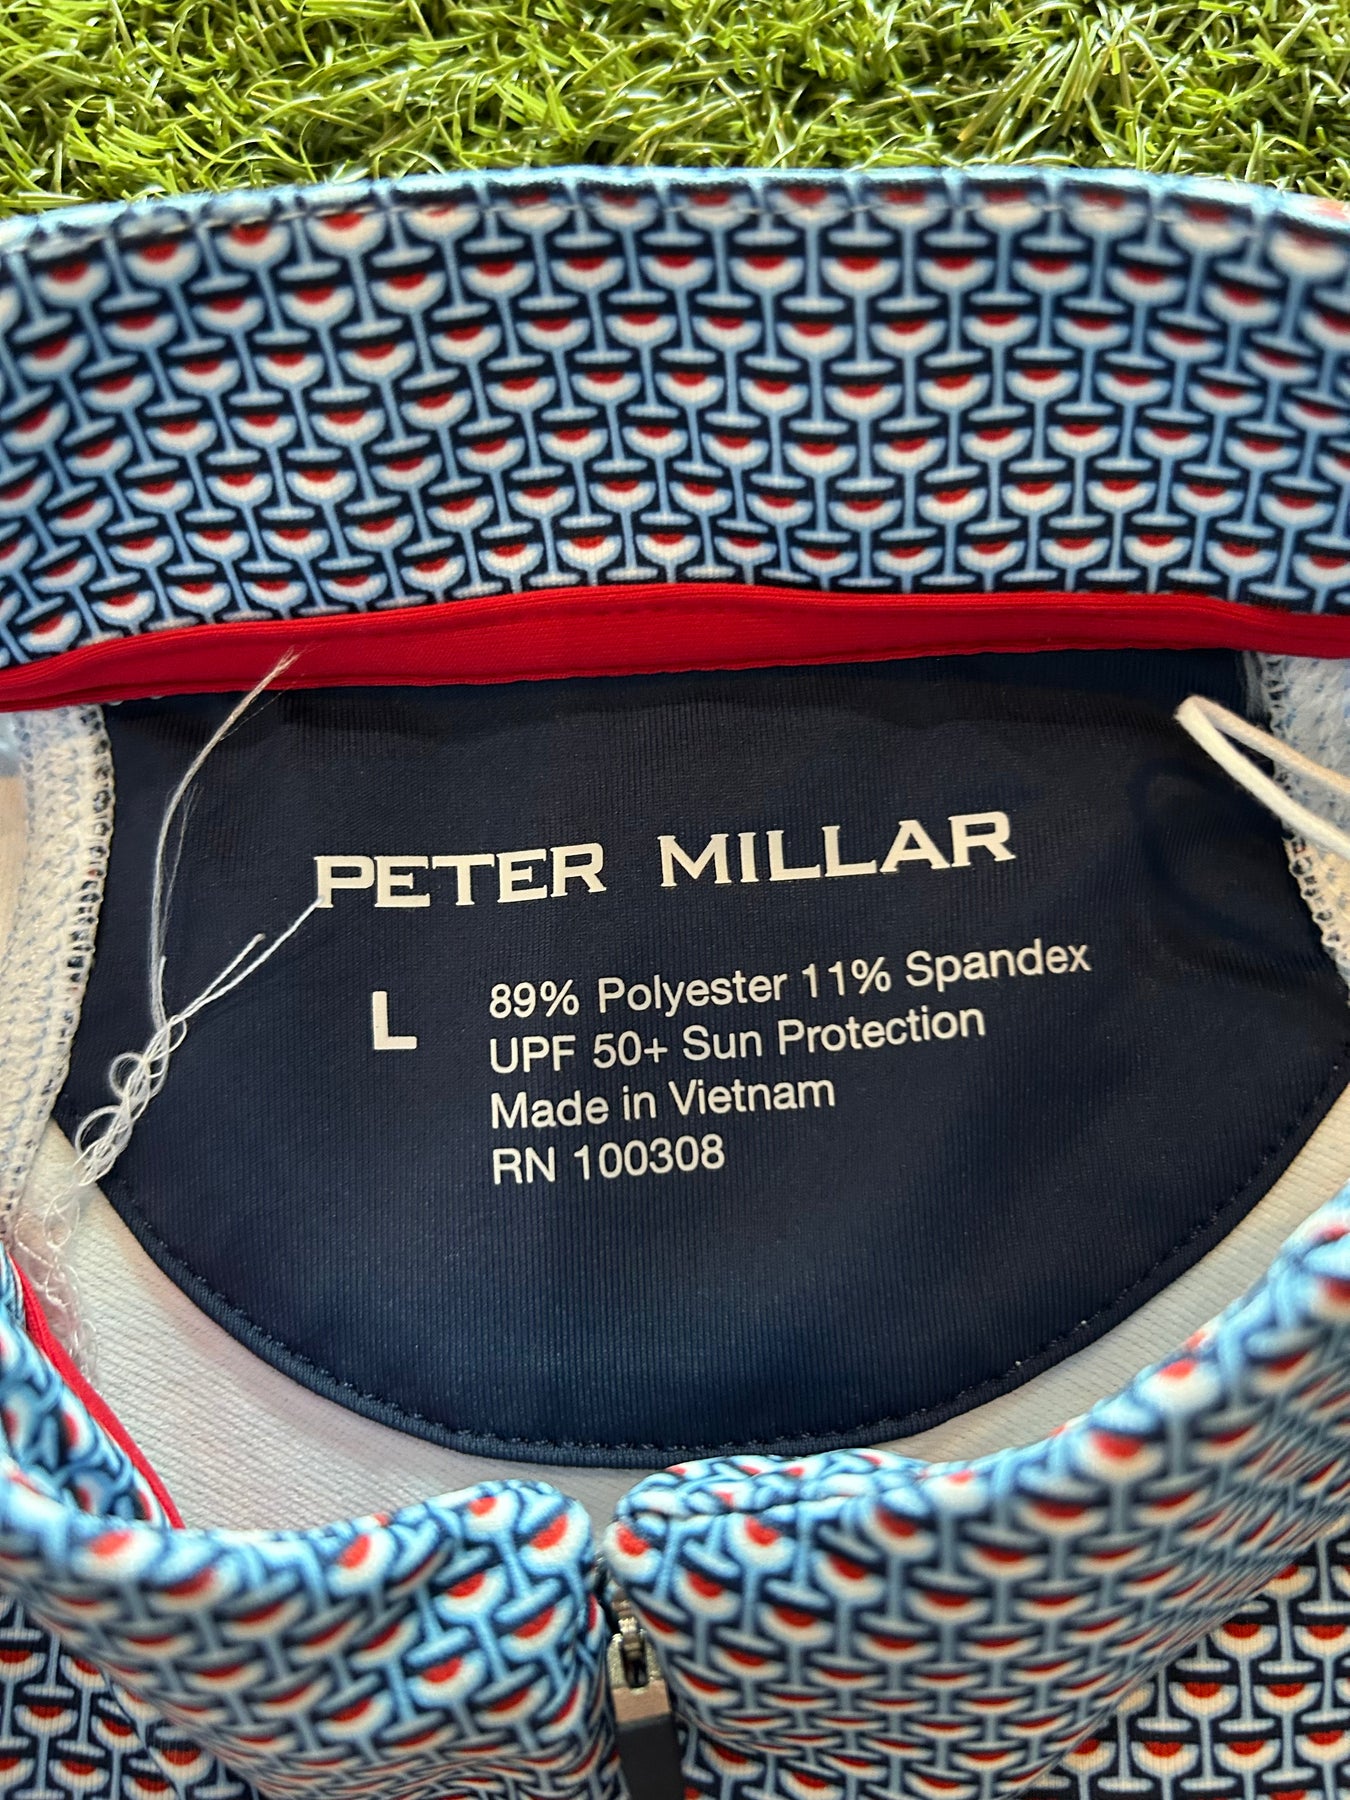 PETER MILLAR
L
89% Polyester 11% Spandex
UPF 50+ Sun Protection
Made in Vietnam
RN 100308